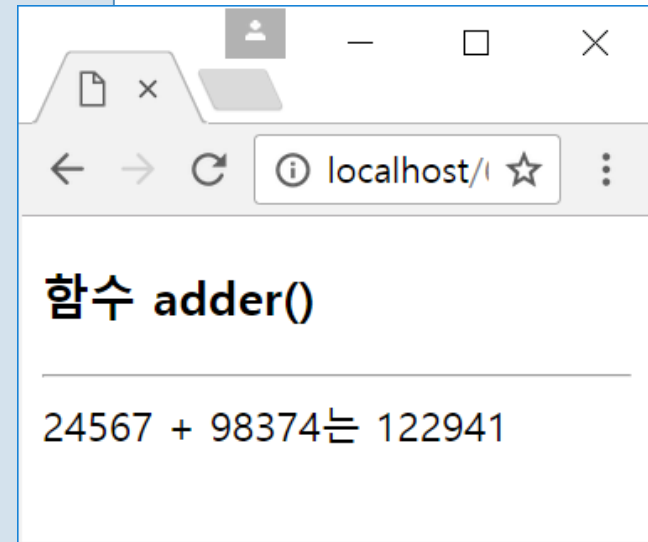 localhost/
함수 adder()
24567 + 98374는 122941